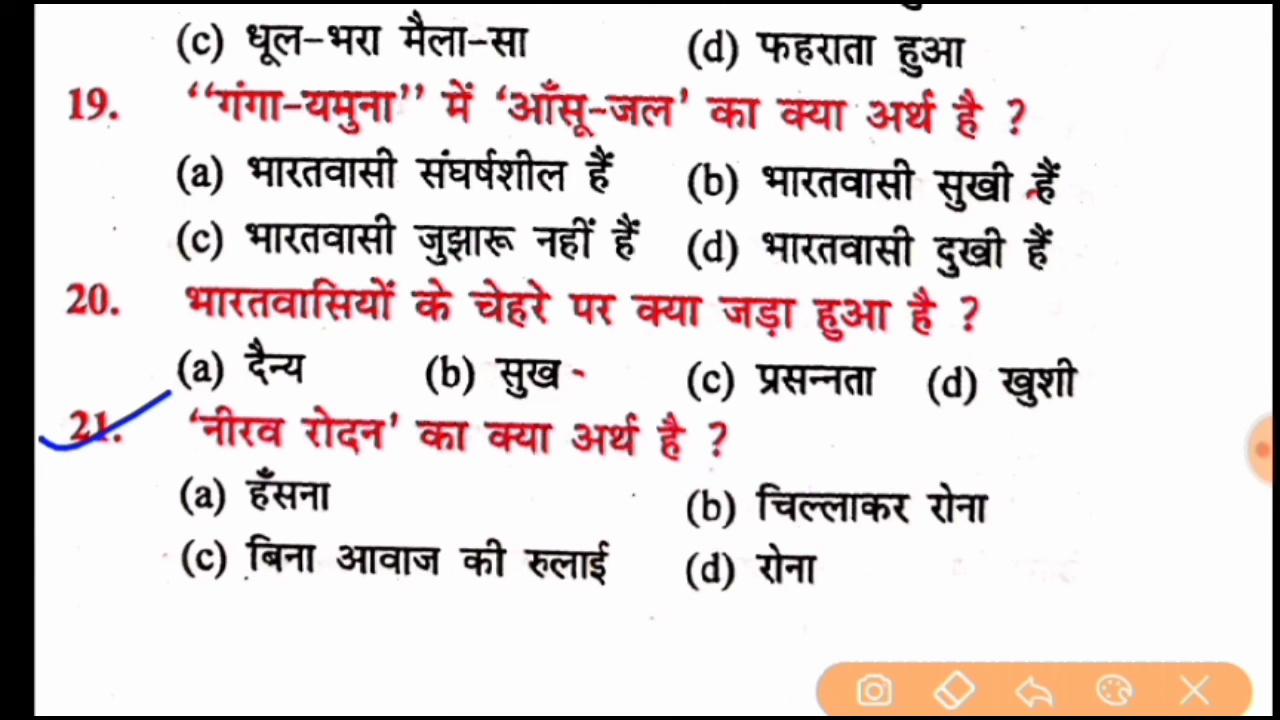 (c) धूल-भरा मैला-सा (d) फहराता हुआ
19. “गंगा-यमुना” में ‘आँसू-जल’ का क्या अर्थ है ?
(a) भारतवासी संघर्षशील हैं (b) भारतवासी सुखी हैं
(c) भारतवासी जुझारू नहीं हैं (d) भारतवासी दुखी हैं
20. भारतवासियों के चेहरे पर क्या जड़ा हुआ है ?
(a) दैन्य (b) सुख (c) प्रसन्नता (d) खुशी
21. ‘नीरव रोदन’ का क्या अर्थ है ?
(a) हँसना (b) चिल्लाकर रोना
(c) बिना आवाज की रुलाई (d) रोना